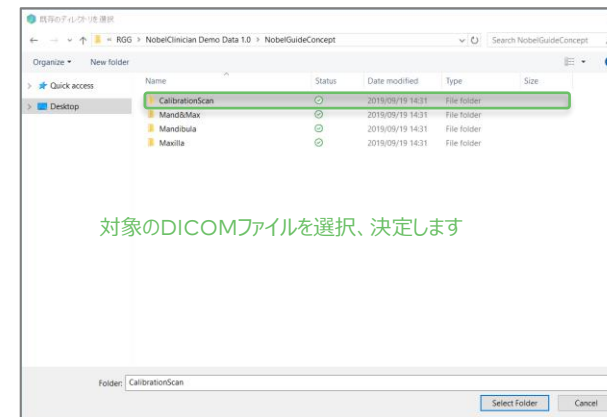 既存のディレクトリを選択
« RGG > NobelClinician Demo Data 1.0 > NobelGuideConcept
Search NobelGuideConcept
Organize New folder
Name Status Date modified Type Size
Quick access
Desktop
CalibrationScan 2019/09/19 14:31 File folder
Mand&Max 2019/09/19 14:31 File folder
Mandibula 2019/09/19 14:31 File folder
Maxilla 2019/09/19 14:31 File folder
対象のDICOMファイルを選択、決定します
Folder: CalibrationScan
Select Folder Cancel